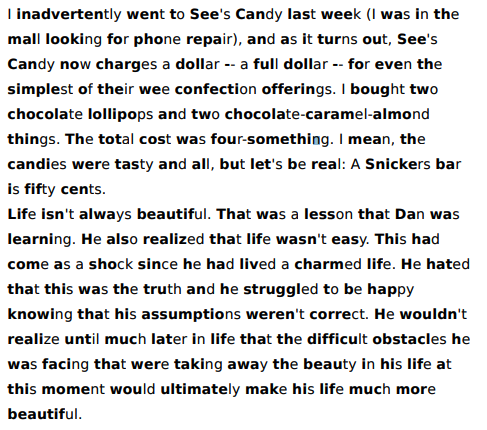 I inadvertently went to See's Candy last week (I was in the
mall looking for phone repair), and as it turns out, See's
Candy now charges a dollar -- a full dollar -- for even the
simplest of their wee confection offerings. I bought two
chocolate lollipops and two chocolate-caramel-almond
things. The total cost was four-something. I mean, the
candies were tasty and all, but let's be real: A Snickers bar
is fifty cents.
Life isn't always beautiful. That was a lesson that Dan was
learning. He also realized that life wasn't easy. This had
come as a shock since he had lived a charmed life. He hated
that this was the truth and he struggled to be happy
knowing that his assumptions weren't correct. He wouldn't
realize until much later in life that the difficult obstacles he
was facing that were taking away the beauty in his life at
this moment would ultimately make his life much more
beautiful.